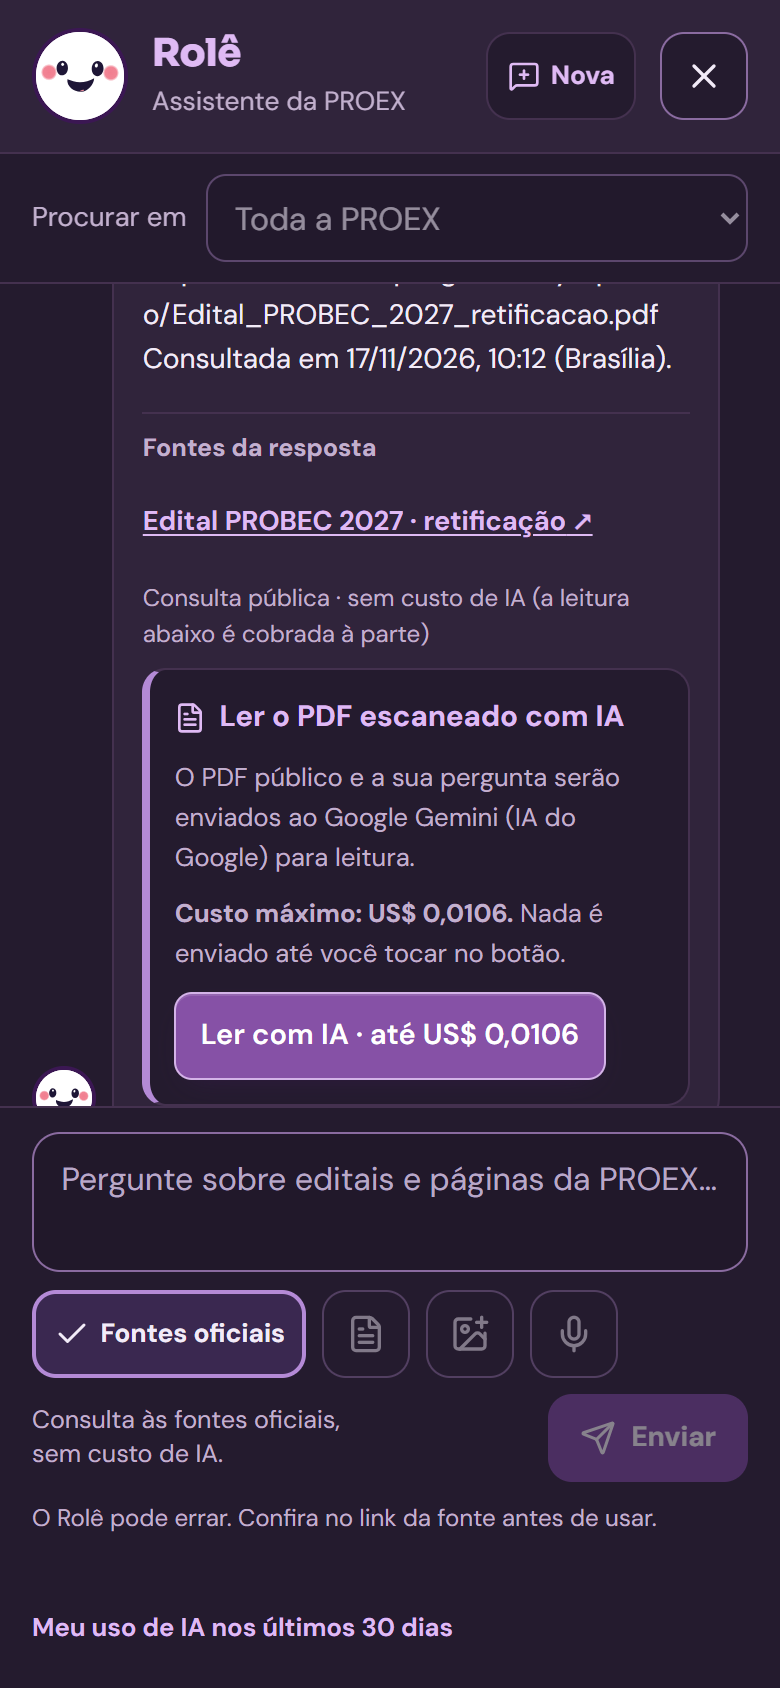 Rolê
Assistente da PROEX
Nova
Procurar em
Toda a PROEX
o/Edital_PROBEC_2027_retificacao.pdf
Consultada em 17/11/2026, 10:12 (Brasília).
Fontes da resposta
Edital PROBEC 2027 · retificação ↗
Consulta pública · sem custo de IA (a leitura
abaixo é cobrada à parte)
Ler o PDF escaneado com IA
O PDF público e a sua pergunta serão
enviados ao Google Gemini (IA do
Google) para leitura.
Custo máximo: US$ 0,0106. Nada é
enviado até você tocar no botão.
Ler com IA · até US$ 0,0106
Pergunte sobre editais e páginas da PROEX...
Fontes oficiais
Consulta às fontes oficiais,
sem custo de IA.
Enviar
O Rolê pode errar. Confira no link da fonte antes de usar.
Meu uso de IA nos últimos 30 dias